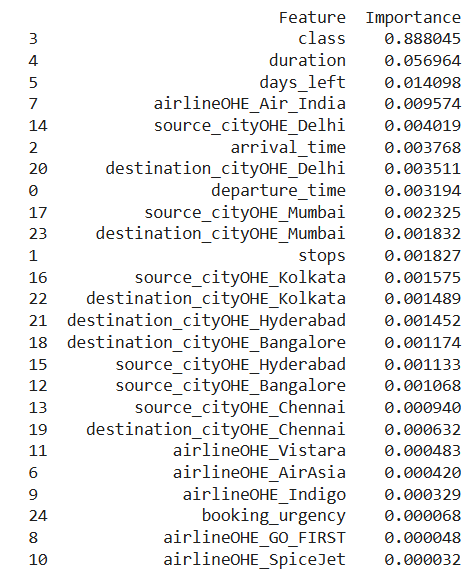 Feature Importance
3 class 0.888045
4 duration 0.056964
5 days_left 0.014098
7 airlineOHE_Air_India 0.009574
14 source_cityOHE_Delhi 0.004019
2 arrival_time 0.003768
20 destination_cityOHE_Delhi 0.003511
0 departure_time 0.003194
17 source_cityOHE_Mumbai 0.002325
23 destination_cityOHE_Mumbai 0.001832
1 stops 0.001827
16 source_cityOHE_Kolkata 0.001575
22 destination_cityOHE_Kolkata 0.001489
21 destination_cityOHE_Hyderabad 0.001452
18 destination_cityOHE_Bangalore 0.001174
15 source_cityOHE_Hyderabad 0.001133
12 source_cityOHE_Bangalore 0.001068
13 source_cityOHE_Chennai 0.000940
19 destination_cityOHE_Chennai 0.000632
11 airlineOHE_Vistara 0.000483
6 airlineOHE_AirAsia 0.000420
9 airlineOHE_Indigo 0.000329
24 booking_urgency 0.000068
8 airlineOHE_GO_FIRST 0.000048
10 airlineOHE_SpiceJet 0.000032